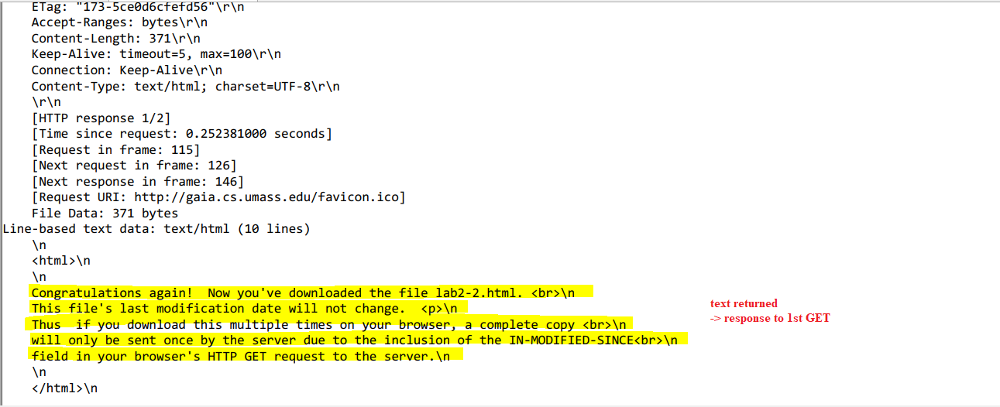 ETag: "173-5ce0d6cfefd56"\r\n
Accept-Ranges: bytes\r\n
Content-Length: 371\r\n
Keep-Alive: timeout=5, max=100\r\n
Connection: Keep-Alive\r\n
Content-Type: text/html; charset=UTF-8\r\n
\r\n
[HTTP response 1/2]
[Time since request: 0.252381000 seconds]
[Request in frame: 115]
[Next request in frame: 126]
[Next response in frame: 146]
[Request URI: http://gaia.cs.umass.edu/favicon.ico]
File Data: 371 bytes
Line-based text data: text/html (10 lines)
\n
<html>\n
\n
Congratulations again!  Now you've downloaded the file lab2-2.html. <br>\n
This file's last modification date will not change.  <p>\n
Thus  if you download this multiple times on your browser, a complete copy <br>\n
will only be sent once by the server due to the inclusion of the IN-MODIFIED-SINCE<br>\n
field in your browser's HTTP GET request to the server.\n
\n
</html>\n
text returned
-> response to 1st GET